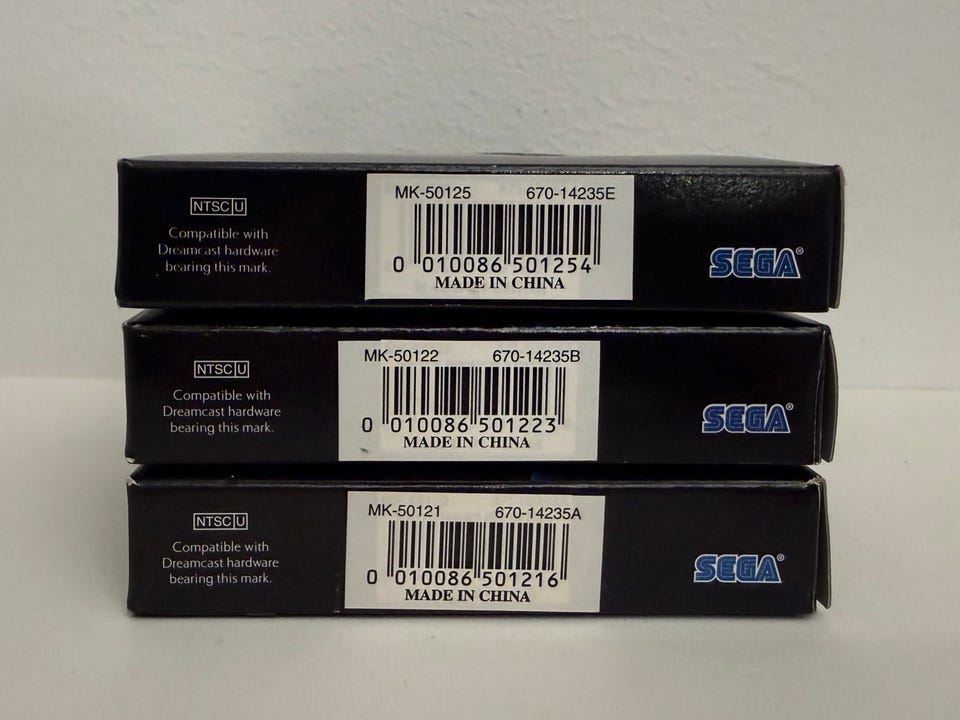 MK-50125 670-14235E
NTSC U
Compatible with
Dreamcast hardware
bearing this mark.
0 010086 501254
MADE IN CHINA
SEGA®
MK-50122 670-14235B
NTSC U
Compatible with
Dreamcast hardware
bearing this mark.
0 010086 501223
MADE IN CHINA
SEGA®
MK-50121 670-14235A
NTSC U
Compatible with
Dreamcast hardware
bearing this mark.
0 010086 501216
MADE IN CHINA
SEGA®